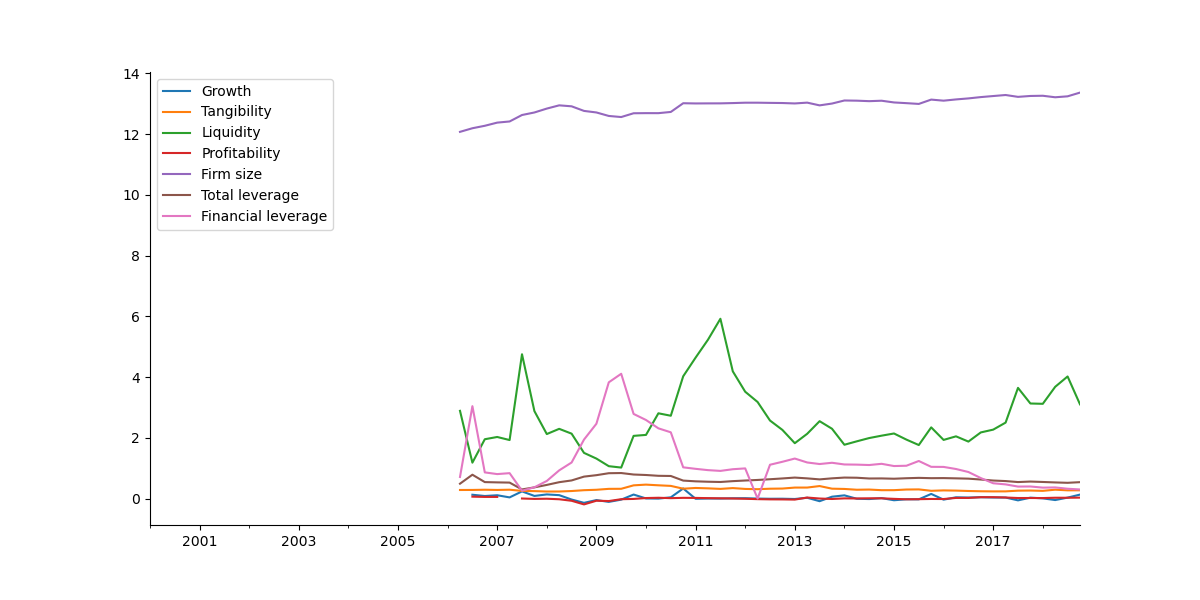 14
12
10
8
6
4
2
0
Growth
Tangibility
Liquidity
Profitability
Firm size
Total leverage
Financial leverage
2001 2003 2005 2007 2009 2011 2013 2015 2017